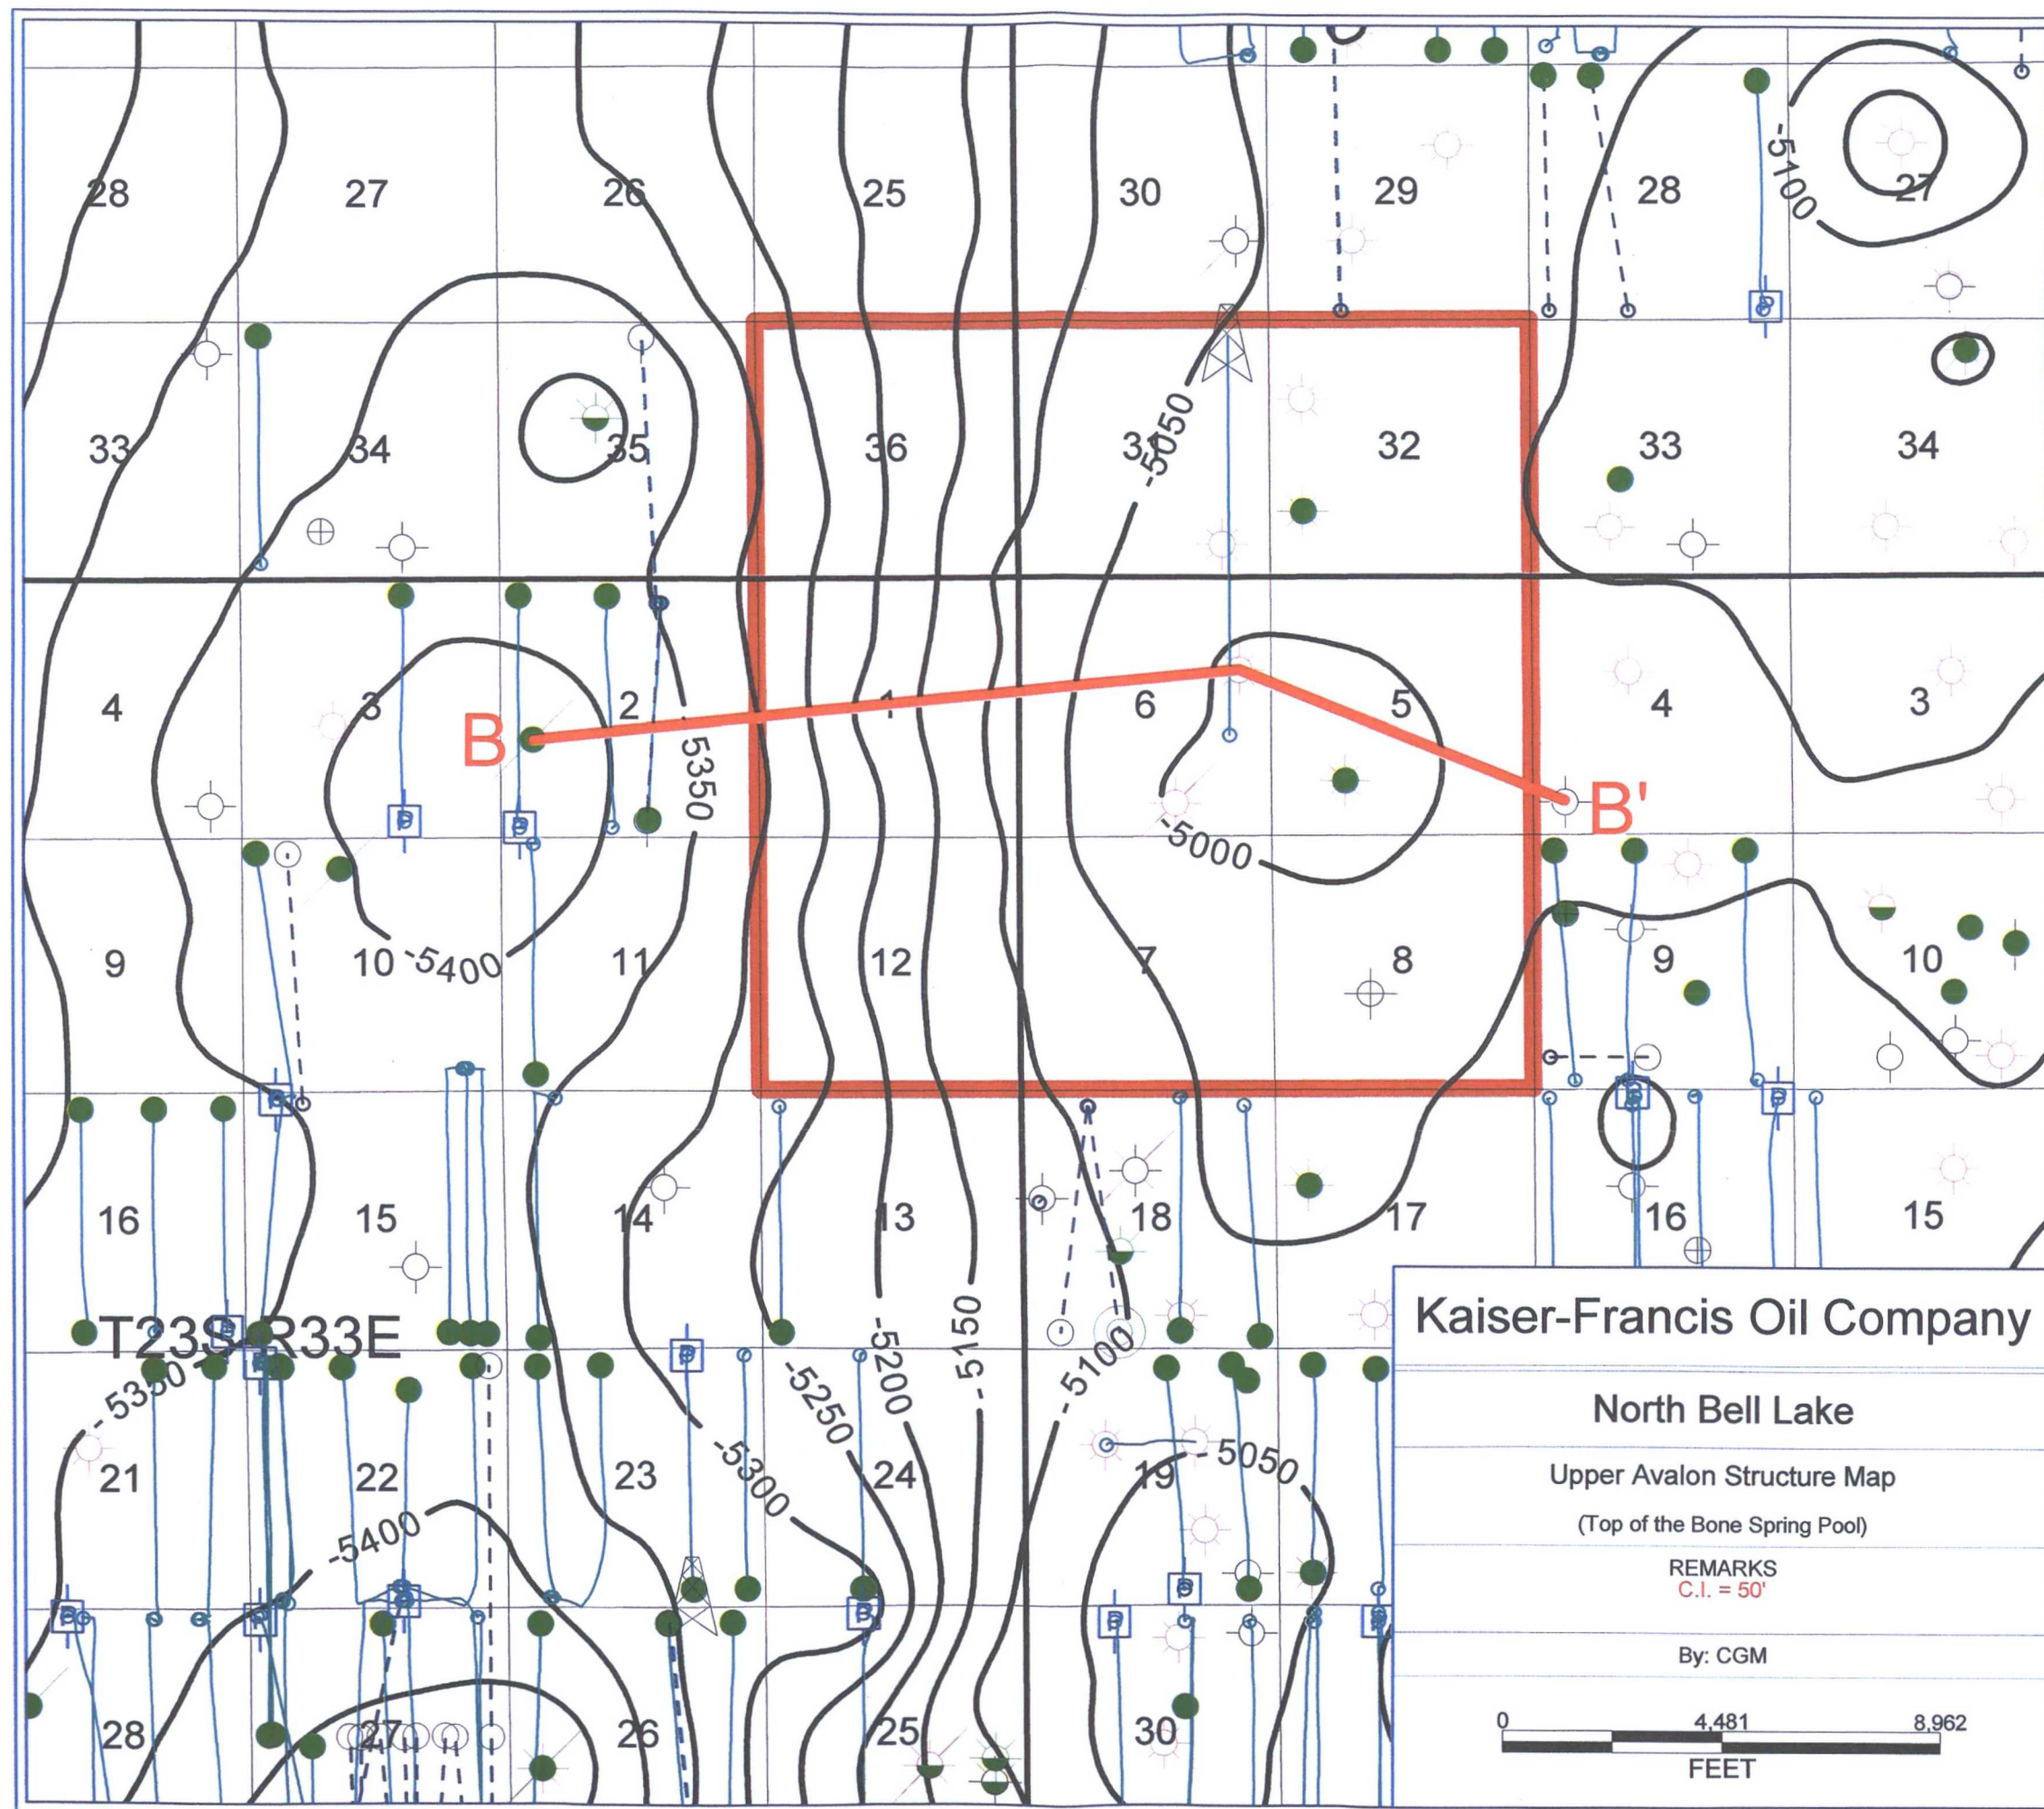 28 27 26 25 30 29 28 27
-5100
33 34 35 36 31 32 33 34
-5050
4 3 2 1 6 5 4 3
B
5350
B'
-5000
9 10 -5400 11 12 7 8 9 10
16 15 14 13 18 17 16 15
T23S R33E
-5350
-5250
-5200
-5150
-5100
21 22 23 24 19
-5300
-5050
-5400
28 27 26 25 30
Kaiser-Francis Oil Company
North Bell Lake
Upper Avalon Structure Map
(Top of the Bone Spring Pool)
REMARKS
C.I. = 50'
By: CGM
0 4,481 8,962
FEET